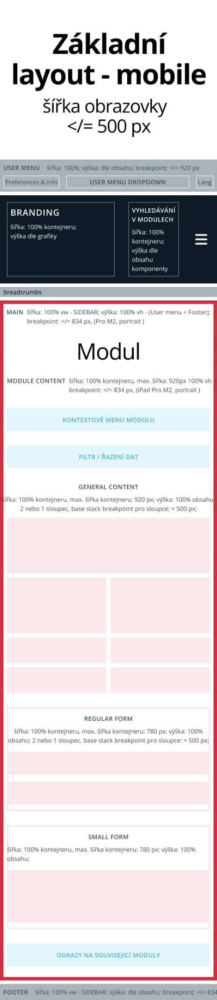 Základní
layout - mobile
šířka obrazovky
</= 500 px
USER MENU šířka: 100%; výška: dle obsahu; breakpoint: </= 920 px
Preferences & info USER MENU DROPDOWN Lang
BRANDING
šířka: 100% kontejneru;
výška dle grafiky
VYHLEDÁVÁNÍ
V MODULECH
šířka: 100%
kontejneru;
výška dle
obsahu
komponenty
breadcrumbs
MAIN šířka: 100% vw - SIDEBAR; výška: 100% vh - (User menu + Footer);
breakpoint: </= 834 px, (Pro M2, portrait )
Modul
MODULE CONTENT šířka: 100% kontejneru, max. šířka: 920px 100% vh -
breakpoint: </= 834 px, (iPad Pro M2, portrait )
KONTEXTOVÉ MENU MODULU
FILTR / ŘAZENÍ DAT
GENERAL CONTENT
šířka: 100% kontejneru, max. šířka kontejneru: 920 px; výška: 100% obsahu
2 nebo 1 sloupec, base stack breakpoint pro sloupce: < 500 px;
REGULAR FORM
šířka: 100% kontejneru, max. šířka kontejneru: 780 px; výška: 100%
obsahu; 2 nebo 1 sloupec, base stack breakpoint pro sloupce: < 500 px;
SMALL FORM
šířka: 100% kontejneru, max. šířka kontejneru: 780 px; výška: 100%
obsahu;
ODKAZY NA SOUVISEJÍCÍ MODULY
FOOTER šířka: 100% vw - SIDEBAR; výška: dle obsahu; breakpoint: </= 834